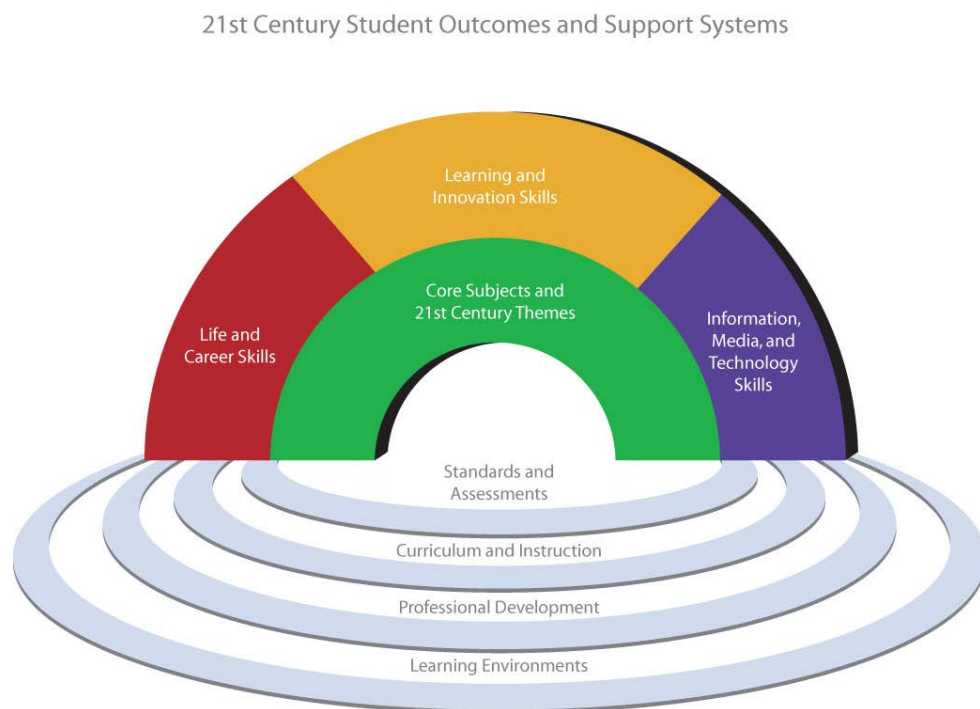 21st Century Student Outcomes and Support Systems
Learning and
Innovation Skills
Core Subjects and
21st Century Themes
Life and
Career Skills
Information,
Media, and
Technology
Skills
Standards and
Assessments
Curriculum and Instruction
Professional Development
Learning Environments